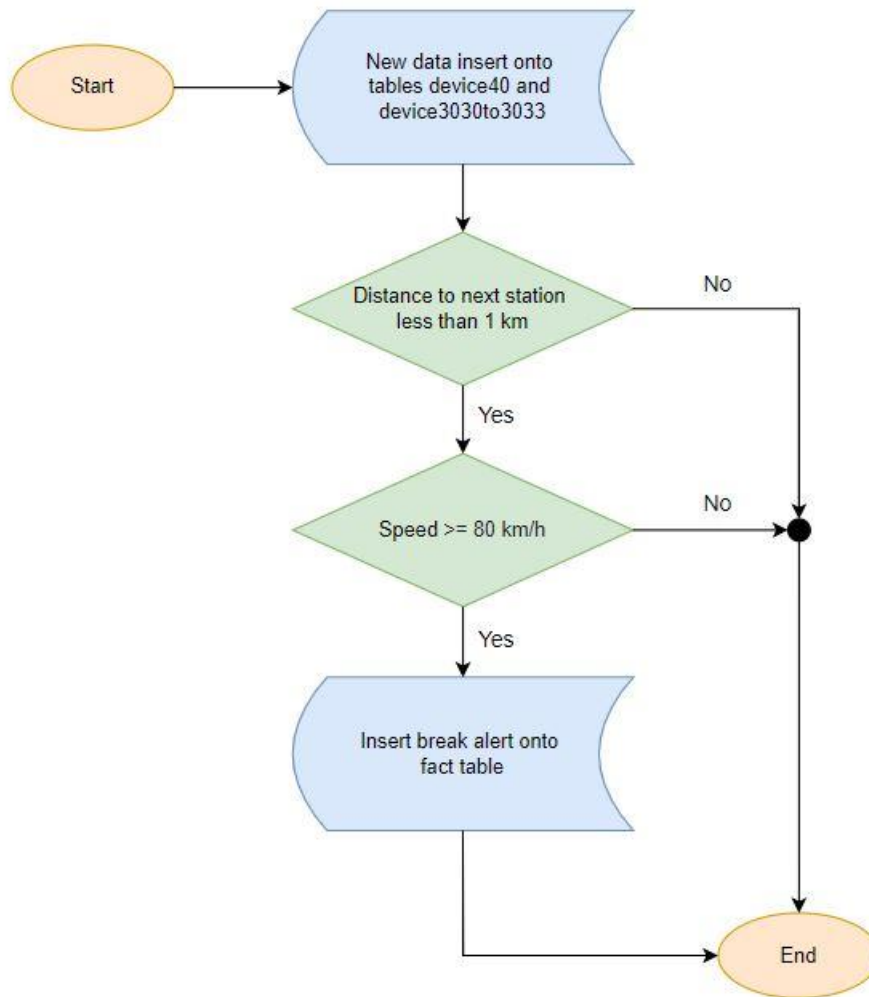 Start
New data insert onto
tables device40 and
device3030to3033
Distance to next station
less than 1 km
No
Yes
Speed >= 80 km/h
No
Yes
Insert break alert onto
fact table
End